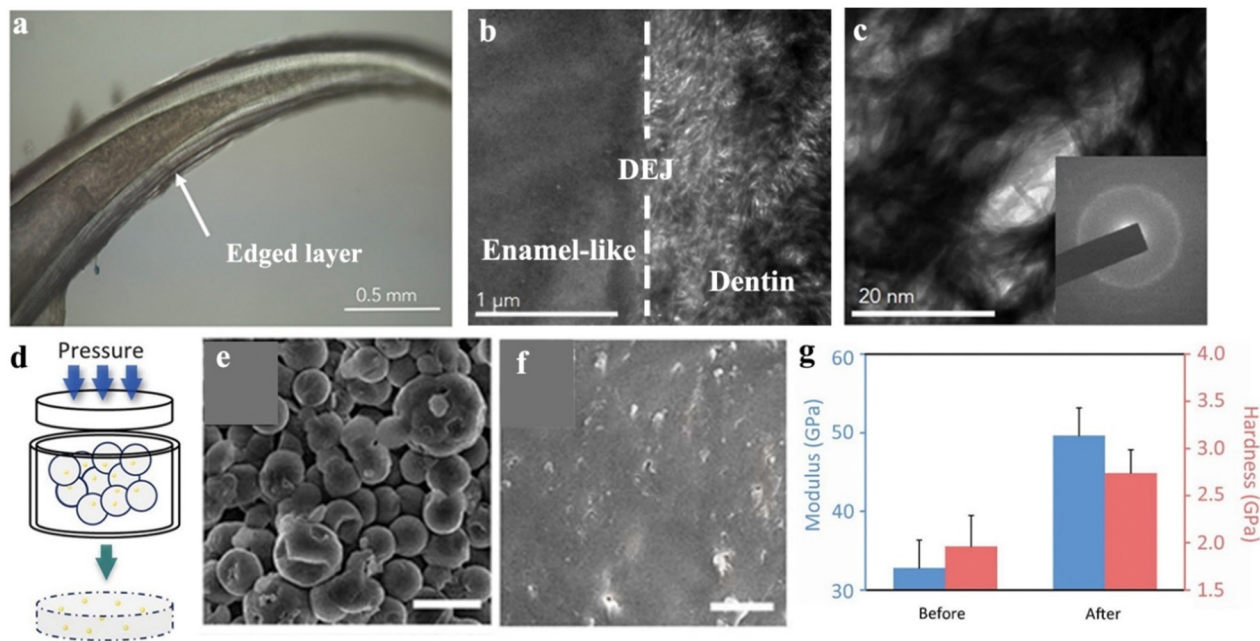 a
Edged layer
0.5 mm
b
DEJ
Enamel-like
Dentin
1 µm
c
20 nm
d
Pressure
e
f
g
60
50
40
30
Modulus (GPa)
4.0
3.5
3.0
2.5
2.0
1.5
Hardness (GPa)
Before
After